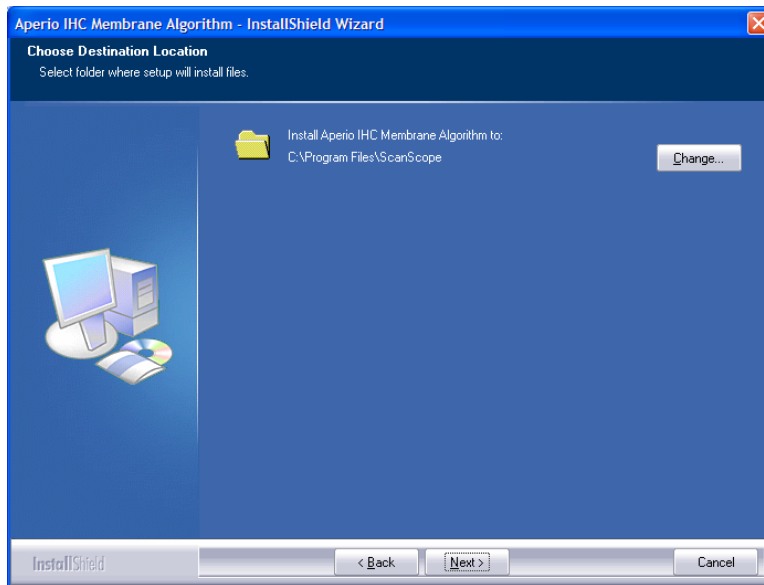 Aperio IHC Membrane Algorithm - InstallShield Wizard
Choose Destination Location
Select folder where setup will install files.
Install Aperio IHC Membrane Algorithm to:
C:\Program Files\ScanScope
Change...
InstallShield
< Back
Next >
Cancel